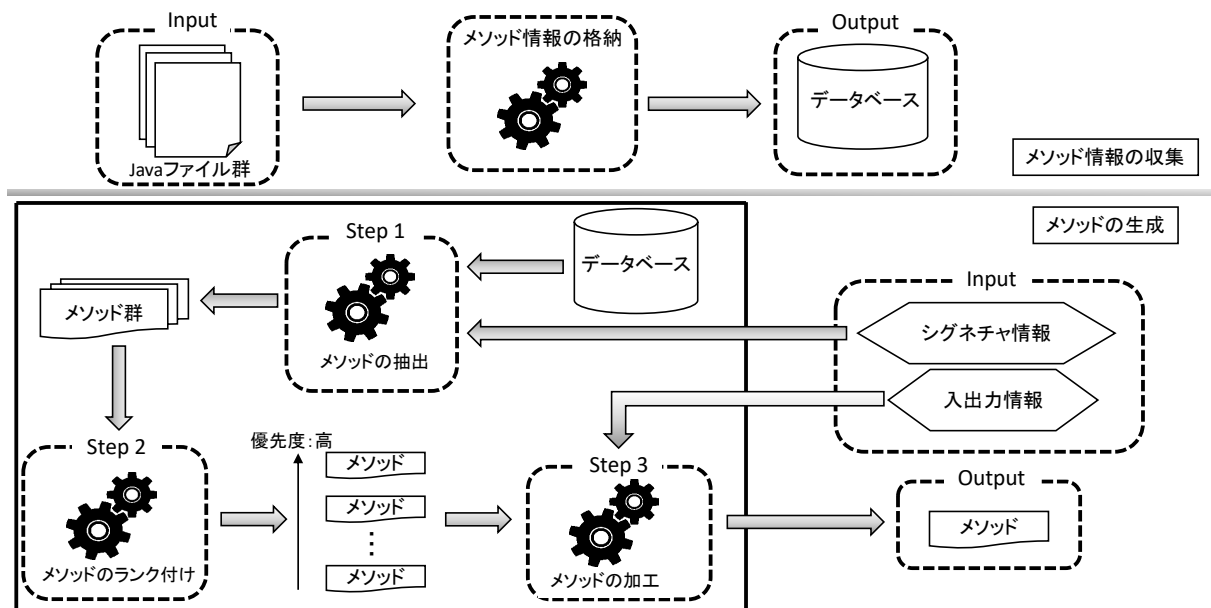 Input
Javaファイル群
メソッド情報の格納
Output
データベース
メソッド情報の収集
メソッドの生成
Step 1
メソッドの抽出
データベース
メソッド群
Input
シグネチャ情報
入出力情報
Step 2
メソッドのランク付け
優先度：高
メソッド
メソッド
⋮
メソッド
Step 3
メソッドの加工
Output
メソッド